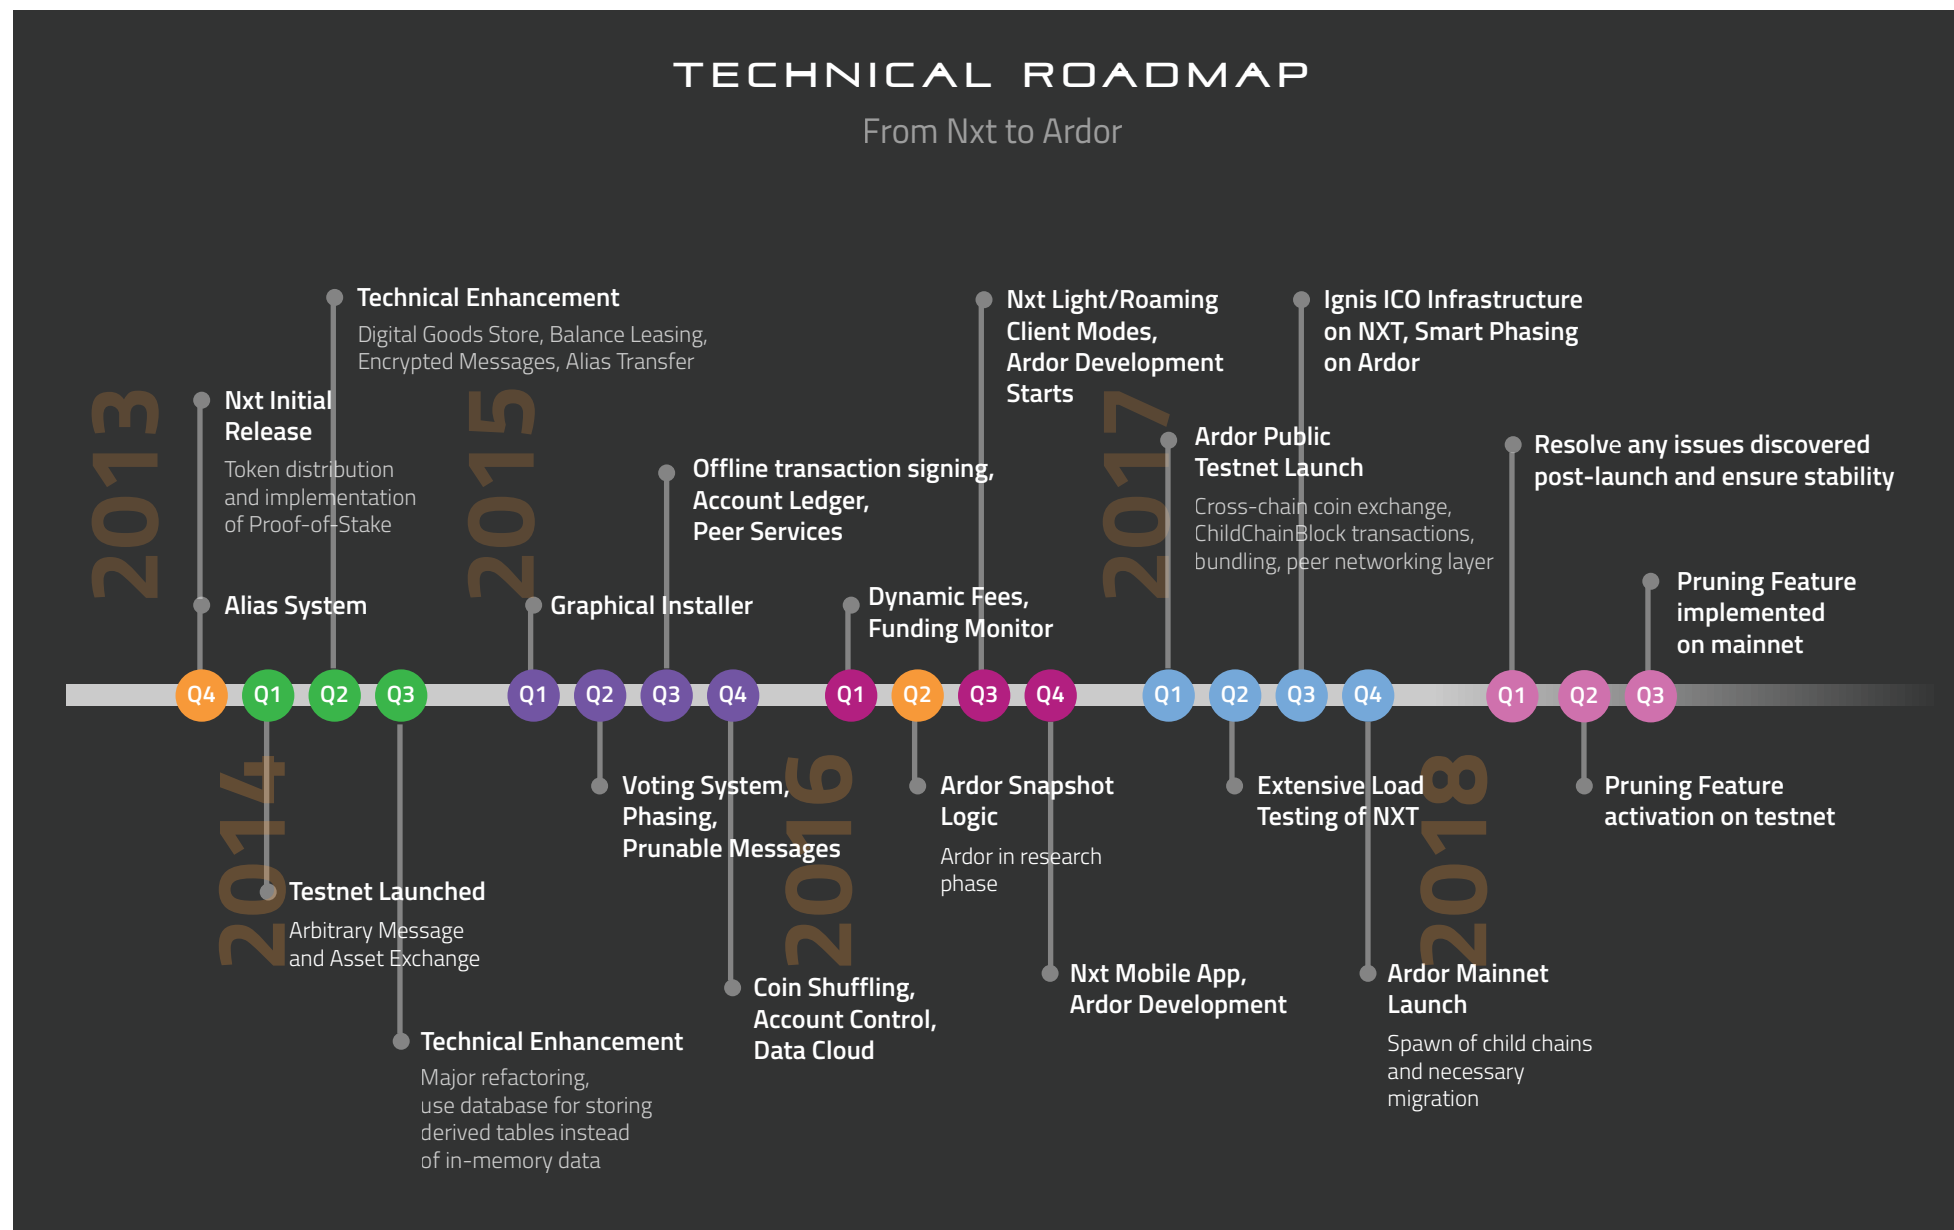 TECHNICAL ROADMAP
From Nxt to Ardor
Technical Enhancement
Digital Goods Store, Balance Leasing,
Encrypted Messages, Alias Transfer
Nxt Light/Roaming
Client Modes,
Ardor Development
Starts
Ignis ICO Infrastructure
on NXT, Smart Phasing
on Ardor
2013
Nxt Initial
Release
Token distribution
and implementation
of Proof-of-Stake
Alias System
2015
Offline transaction signing,
Account Ledger,
Peer Services
Graphical Installer
Dynamic Fees,
Funding Monitor
2017
Ardor Public
Testnet Launch
Cross-chain coin exchange,
ChildChainBlock transactions,
bundling, peer networking layer
Resolve any issues discovered
post-launch and ensure stability
Pruning Feature
implemented
on mainnet
Q4 Q1 Q2 Q3 Q1 Q2 Q3 Q4 Q1 Q2 Q3 Q4 Q1 Q2 Q3 Q4 Q1 Q2 Q3
2014
Testnet Launched
Arbitrary Message
and Asset Exchange
Technical Enhancement
Major refactoring,
use database for storing
derived tables instead
of in-memory data
Voting System,
Phasing,
Prunable Messages
Coin Shuffling,
Account Control,
Data Cloud
2016
Ardor Snapshot
Logic
Ardor in research
phase
Nxt Mobile App,
Ardor Development
Extensive Load
Testing of NXT
Ardor Mainnet
Launch
Spawn of child chains
and necessary
migration
2018
Pruning Feature
activation on testnet